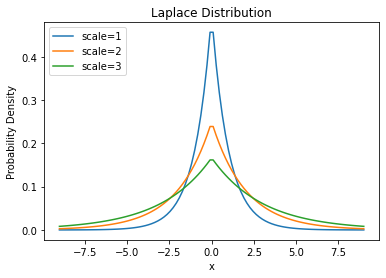 Laplace Distribution
scale=1
scale=2
scale=3
Probability Density
0.4
0.3
0.2
0.1
0.0
−7.5 −5.0 −2.5 0.0 2.5 5.0 7.5
x